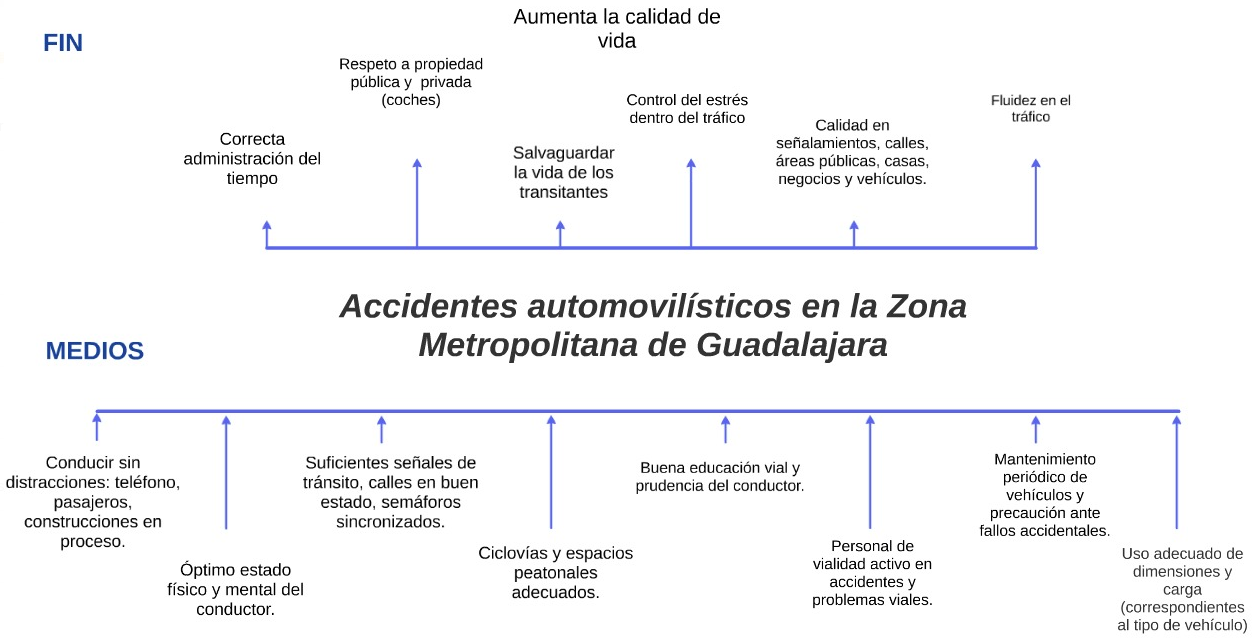 FIN
Aumenta la calidad de
vida
Respeto a propiedad
pública y privada
(coches)
Correcta
administración del
tiempo
Salvaguardar
la vida de los
transitantes
Control del estrés
dentro del tráfico
Calidad en
señalamientos, calles,
áreas públicas, casas,
negocios y vehículos.
Fluidez en el
tráfico
Accidentes automovilísticos en la Zona
Metropolitana de Guadalajara
MEDIOS
Conducir sin
distracciones: teléfono,
pasajeros,
construcciones en
proceso.
Óptimo estado
físico y mental del
conductor.
Suficientes señales de
tránsito, calles en buen
estado, semáforos
sincronizados.
Ciclovías y espacios
peatonales
adecuados.
Buena educación vial y
prudencia del conductor.
Personal de
vialidad activo en
accidentes y
problemas viales.
Mantenimiento
periódico de
vehículos y
precaución ante
fallos accidentales.
Uso adecuado de
dimensiones y
carga
(correspondientes
al tipo de vehículo)